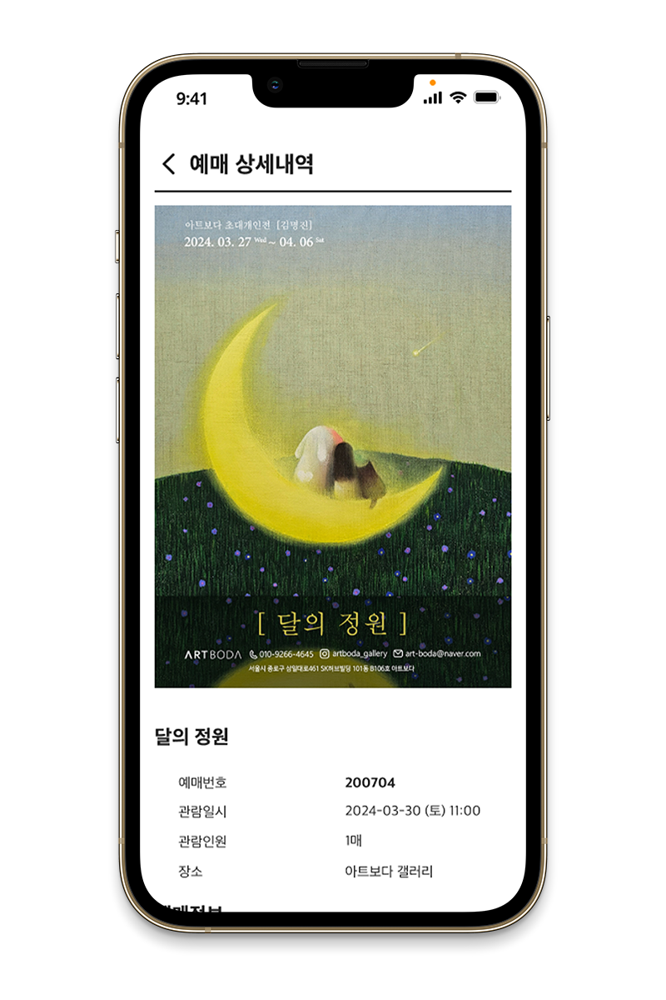 9:41
예매 상세내역
아트보다 초대개인전 [김명진]
2024. 03. 27 Wed ~ 04. 06 Sat
[ 달의 정원 ]
ARTBODA 010-9266-4645 artboda_gallery art-boda@naver.com
서울시 종로구 삼일대로461 SK허브빌딩 101동 B106호 아트보다
달의 정원
예매번호 200704
관람일시 2024-03-30 (토) 11:00
관람인원 1매
장소 아트보다 갤러리